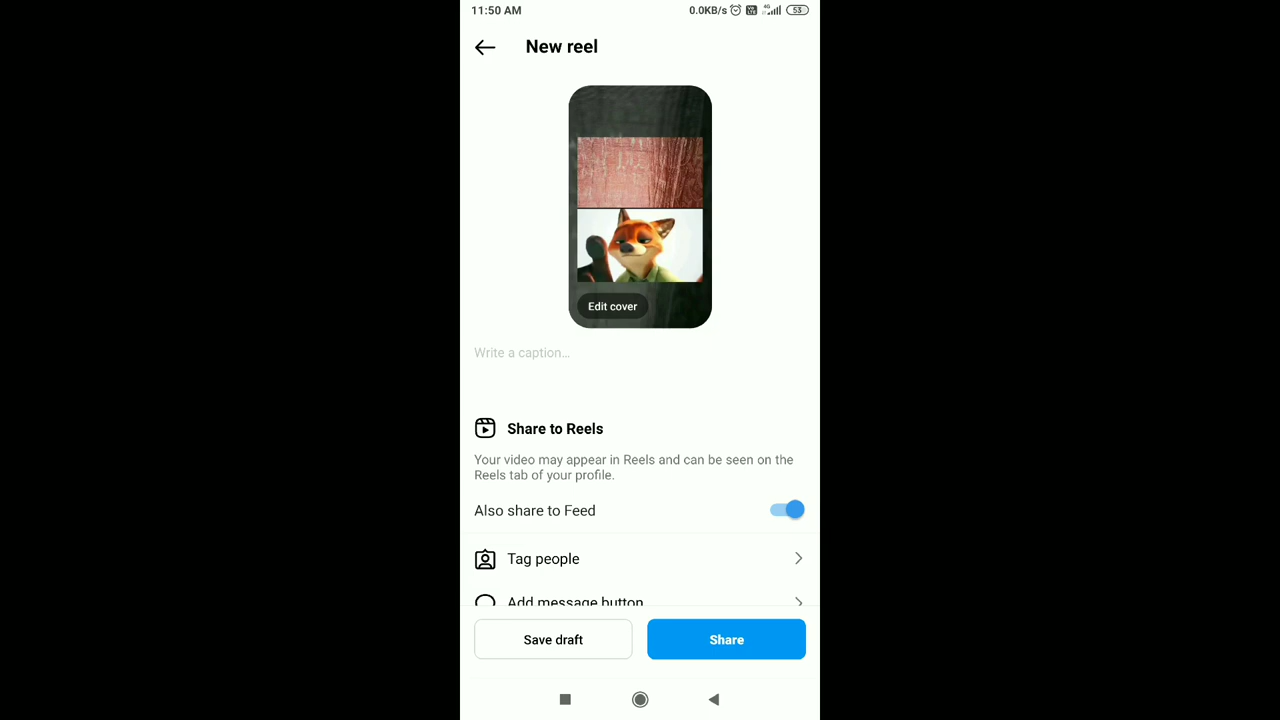 11:50 AM
0.0KB/s 4G 53
New reel
Edit cover
Write a caption...
Share to Reels
Your video may appear in Reels and can be seen on the
Reels tab of your profile.
Also share to Feed
Tag people
Add message button
Save draft
Share